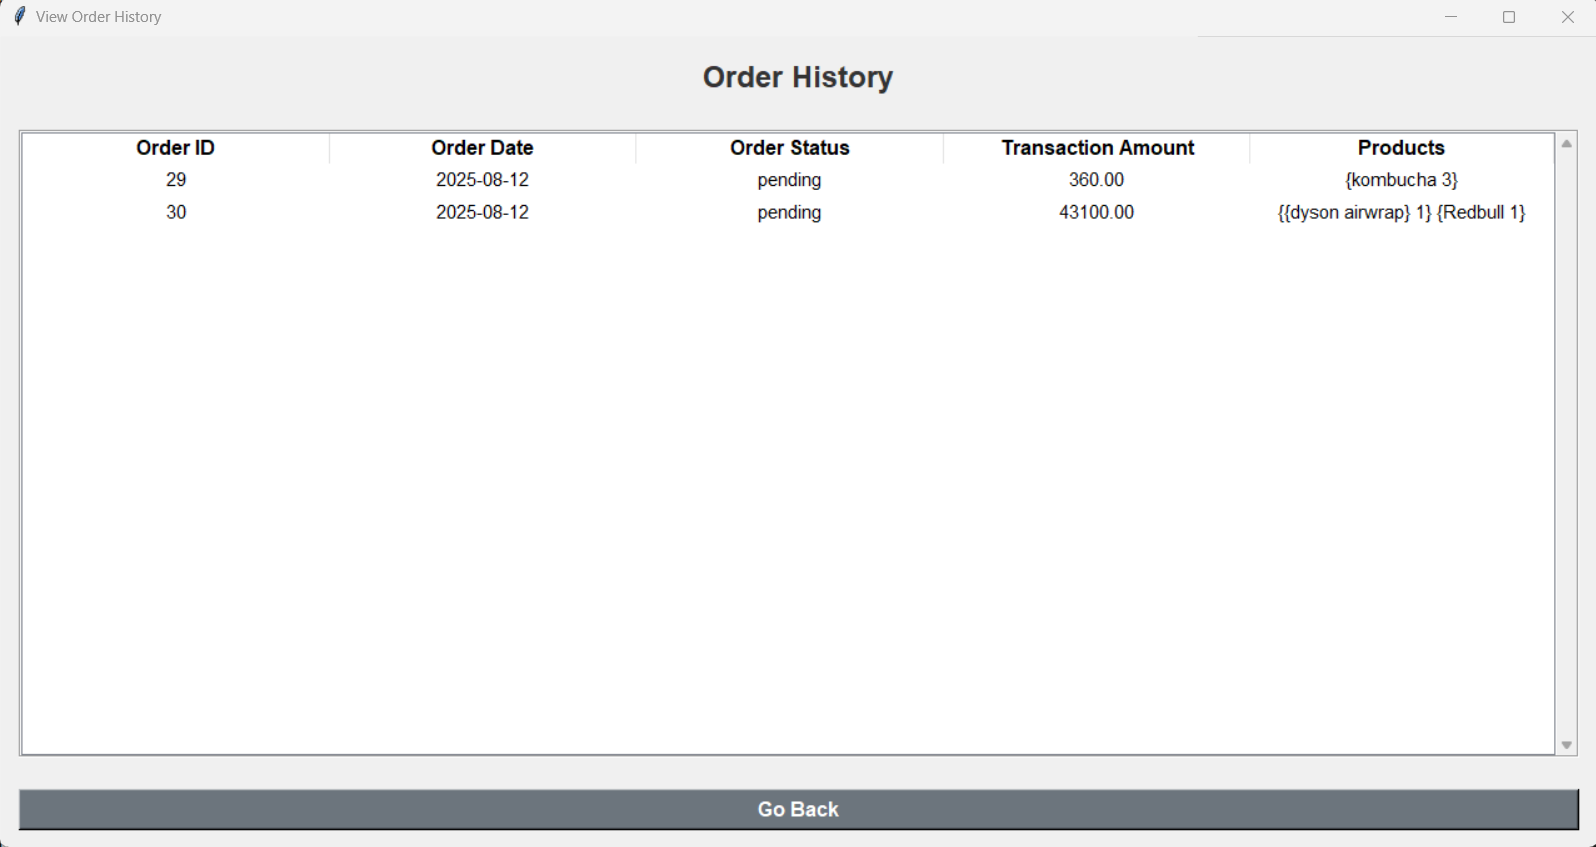 View Order History
Order History
Order ID Order Date Order Status Transaction Amount Products
29 2025-08-12 pending 360.00 {kombucha 3}
30 2025-08-12 pending 43100.00 {{dyson airwrap} 1} {Redbull 1}
Go Back